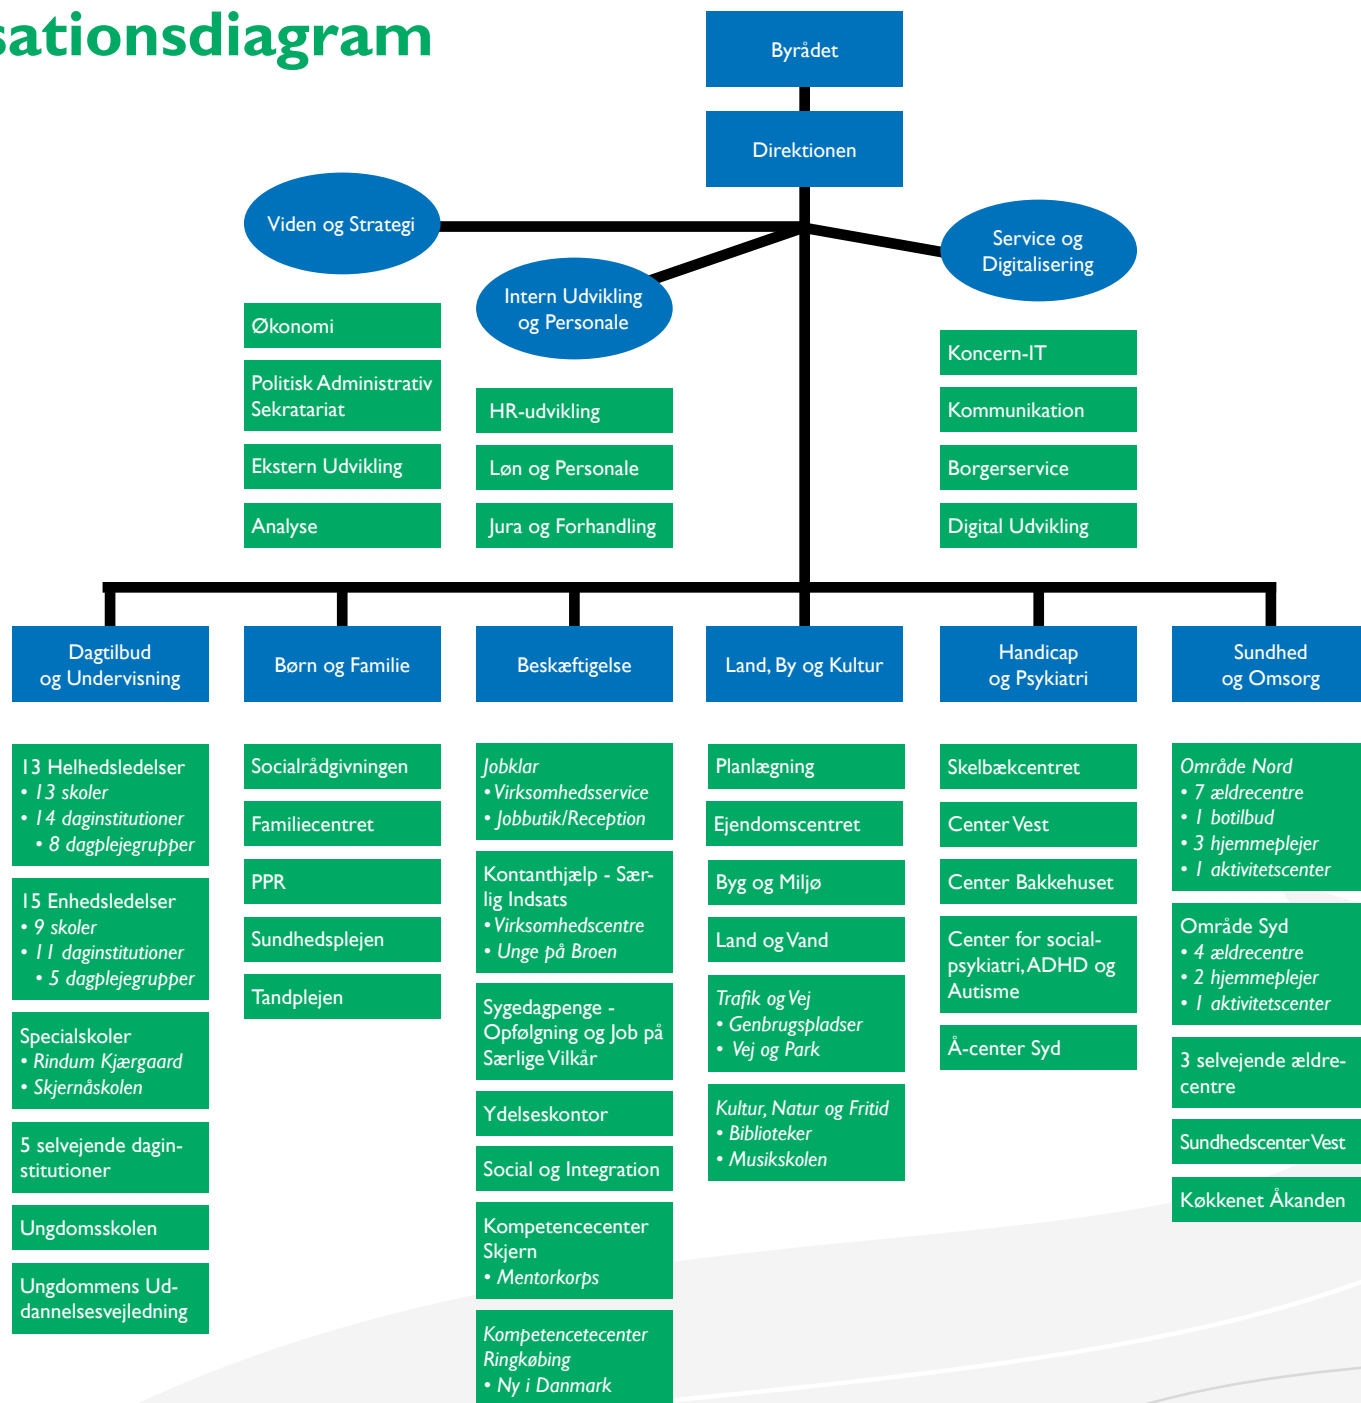 sationsdiagram
Byrådet
Direktionen
Viden og Strategi
Økonomi
Politisk Administrativ
Sekratariat
Ekstern Udvikling
Analyse
Intern Udvikling
og Personale
HR-udvikling
Løn og Personale
Jura og Forhandling
Service og
Digitalisering
Koncern-IT
Kommunikation
Borgerservice
Digital Udvikling
Dagtilbud
og Undervisning
13 Helhedsledelser
• 13 skoler
• 14 daginstitutioner
• 8 dagplejegrupper
15 Enhedsledelser
• 9 skoler
• 11 daginstitutioner
• 5 dagplejegrupper
Specialskoler
• Rindum Kjærgaard
• Skjernåskolen
5 selvejende dagin-
stitutioner
Ungdomsskolen
Ungdommens Ud-
dannelsesvejledning
Børn og Familie
Socialrådgivningen
Familiecentret
PPR
Sundhedsplejen
Tandplejen
Beskæftigelse
Jobklar
• Virksomhedsservice
• Jobbutik/Reception
Kontanthjælp - Sær-
lig Indsats
• Virksomhedscentre
• Unge på Broen
Sygedagpenge -
Opfølgning og Job på
Særlige Vilkår
Ydelseskontor
Social og Integration
Kompetencecenter
Skjern
• Mentorkorps
Kompetencetecenter
Ringkøbing
• Ny i Danmark
Land, By og Kultur
Planlægning
Ejendomscentret
Byg og Miljø
Land og Vand
Trafik og Vej
• Genbrugspladser
• Vej og Park
Kultur, Natur og Fritid
• Biblioteker
• Musikskolen
Handicap
og Psykiatri
Skelbækcentret
Center Vest
Center Bakkehuset
Center for social-
psykiatri, ADHD og
Autisme
Å-center Syd
Sundhed
og Omsorg
Område Nord
• 7 ældrecentre
• 1 botilbud
• 3 hjemmeplejer
• 1 aktivitetscenter
Område Syd
• 4 ældrecentre
• 2 hjemmeplejer
• 1 aktivitetscenter
3 selvejende ældre-
centre
Sundhedscenter Vest
Køkkenet Åkanden